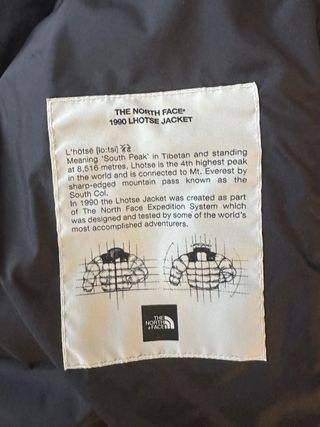 THE NORTH FACE®
1990 LHOTSE JACKET
L'hōtsé [lo:tsi]
Meaning 'South Peak' in Tibetan and standing
at 8,516 metres, Lhotse is the 4th highest peak
in the world and is connected to Mt. Everest by
sharp-edged mountain pass known as the
South Col.
In 1990 the Lhotse Jacket was created as part
of The North Face Expedition System which
was designed and tested by some of the world's
most accomplished adventurers.
THE
NORTH
FACE